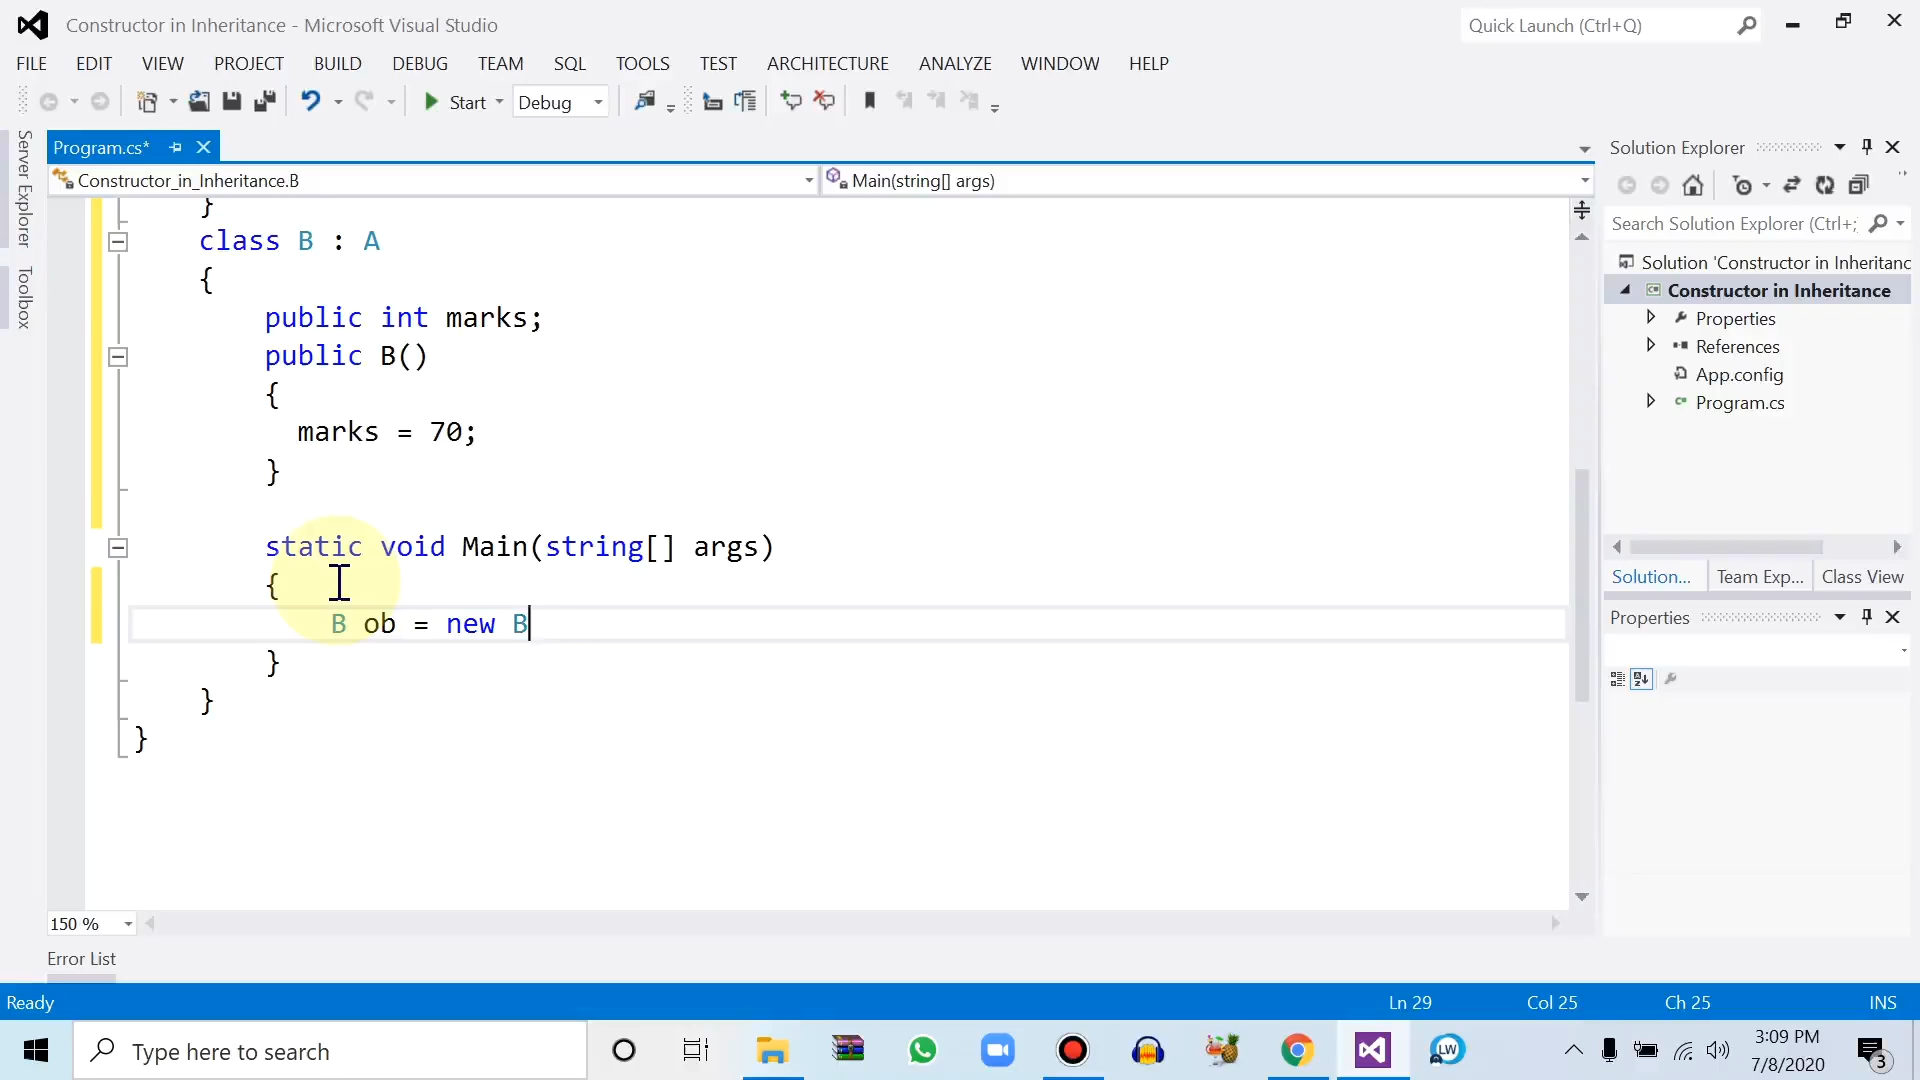 Constructor in Inheritance - Microsoft Visual Studio
Quick Launch (Ctrl+Q)
FILE EDIT VIEW PROJECT BUILD DEBUG TEAM SQL TOOLS TEST ARCHITECTURE ANALYZE WINDOW HELP
Start Debug
Server Explorer
Toolbox
Program.cs*
Constructor_in_Inheritance.B
Main(string[] args)
}
class B : A
{
public int marks;
public B()
{
marks = 70;
}
static void Main(string[] args)
{
B ob = new B
}
}
}
150 %
Error List
Solution Explorer
Search Solution Explorer (Ctrl+;
Solution 'Constructor in Inheritanc
Constructor in Inheritance
Properties
References
App.config
Program.cs
Solution... Team Exp... Class View
Properties
Ready
Ln 29 Col 25 Ch 25 INS
Type here to search
LW
3:09 PM
7/8/2020
3